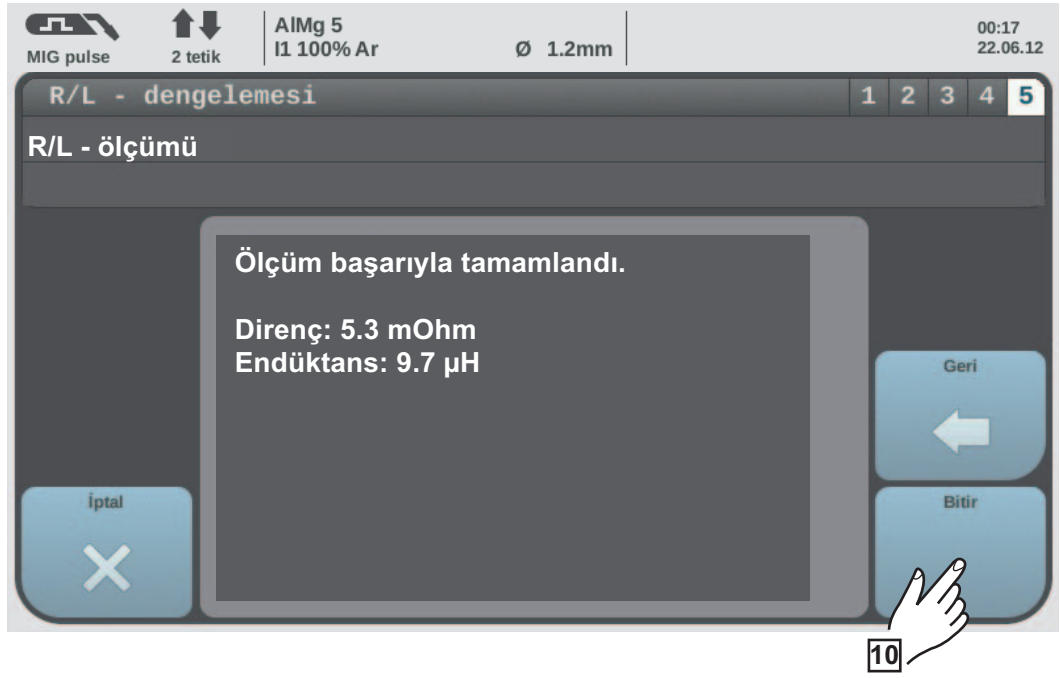 MIG pulse
2 tetik
AlMg 5
I1 100% Ar
Ø 1.2mm
00:17
22.06.12
R/L - dengelemesi
1 2 3 4 5
R/L - ölçümü
Ölçüm başarıyla tamamlandı.
Direnç: 5.3 mOhm
Endüktans: 9.7 µH
Geri
İptal
Bitir
10